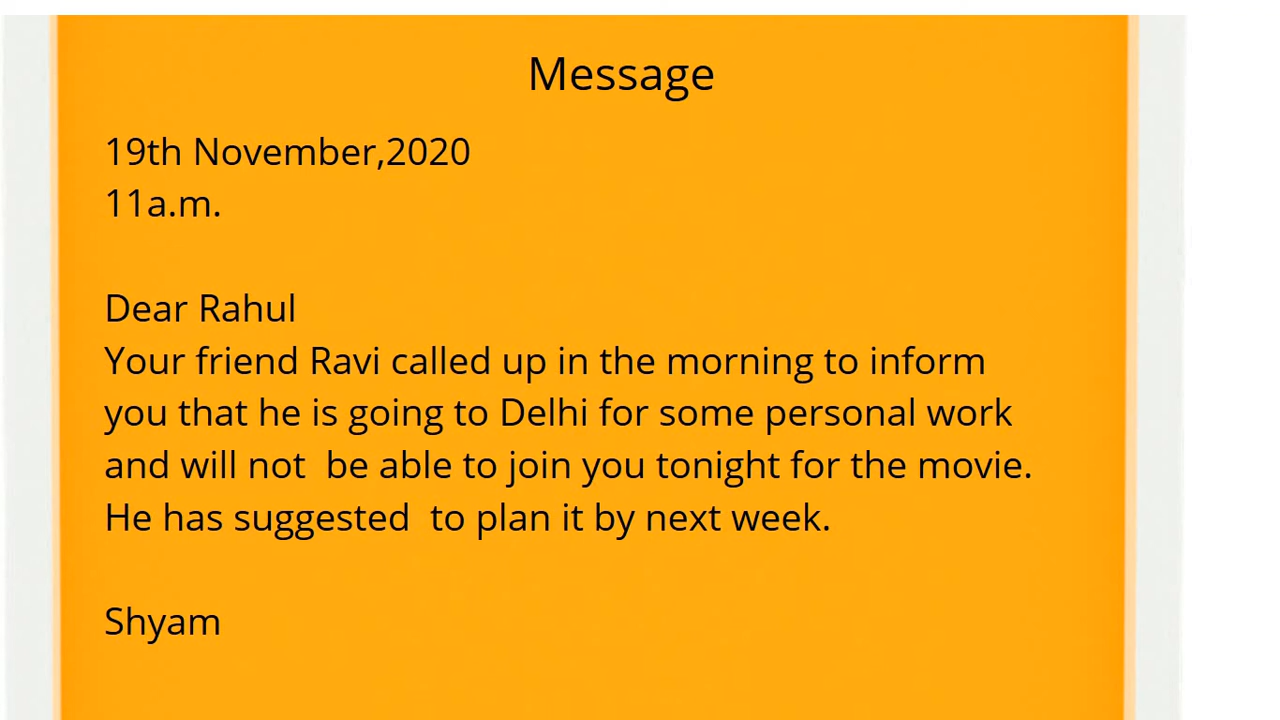 Message
19th November,2020
11a.m.
Dear Rahul
Your friend Ravi called up in the morning to inform
you that he is going to Delhi for some personal work
and will not  be able to join you tonight for the movie.
He has suggested  to plan it by next week.
Shyam